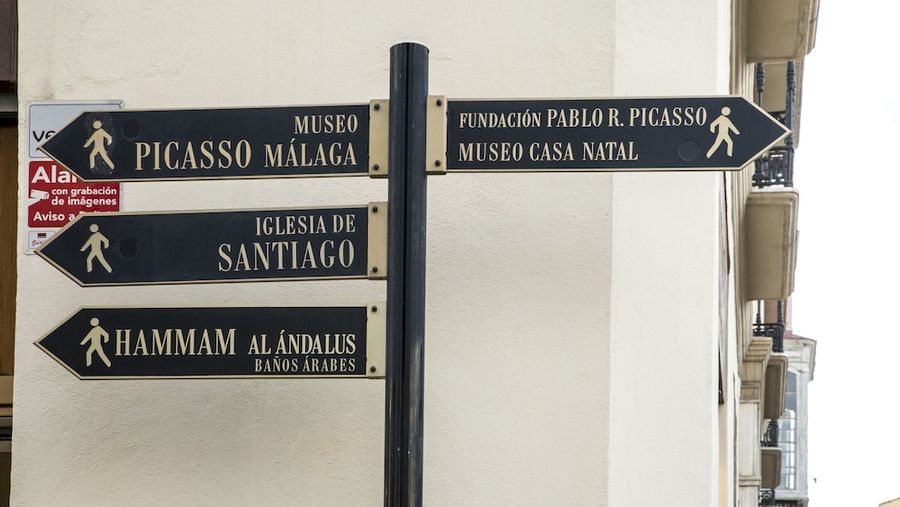 MUSEO
PICASSO MÁLAGA
FUNDACIÓN PABLO R. PICASSO
MUSEO CASA NATAL
con grabación
de imágenes
IGLESIA DE
SANTIAGO
HAMMAM AL ÁNDALUS
BAÑOS ÁRABES